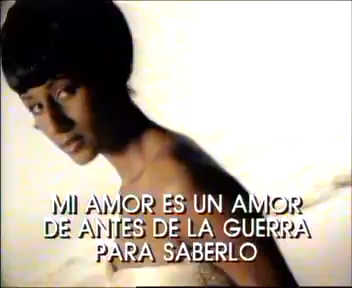 MI AMOR ES UN AMOR
DE ANTES DE LA GUERRA
PARA SABERLO